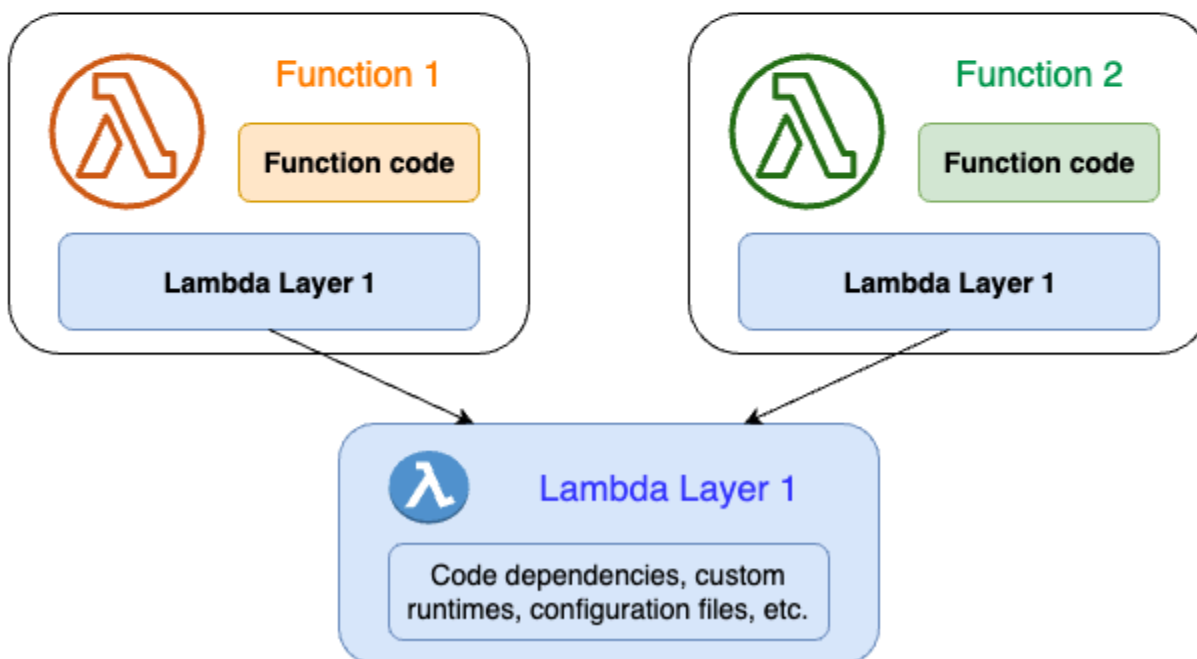 Function 1
Function code
Lambda Layer 1
Function 2
Function code
Lambda Layer 1
Lambda Layer 1
Code dependencies, custom
runtimes, configuration files, etc.